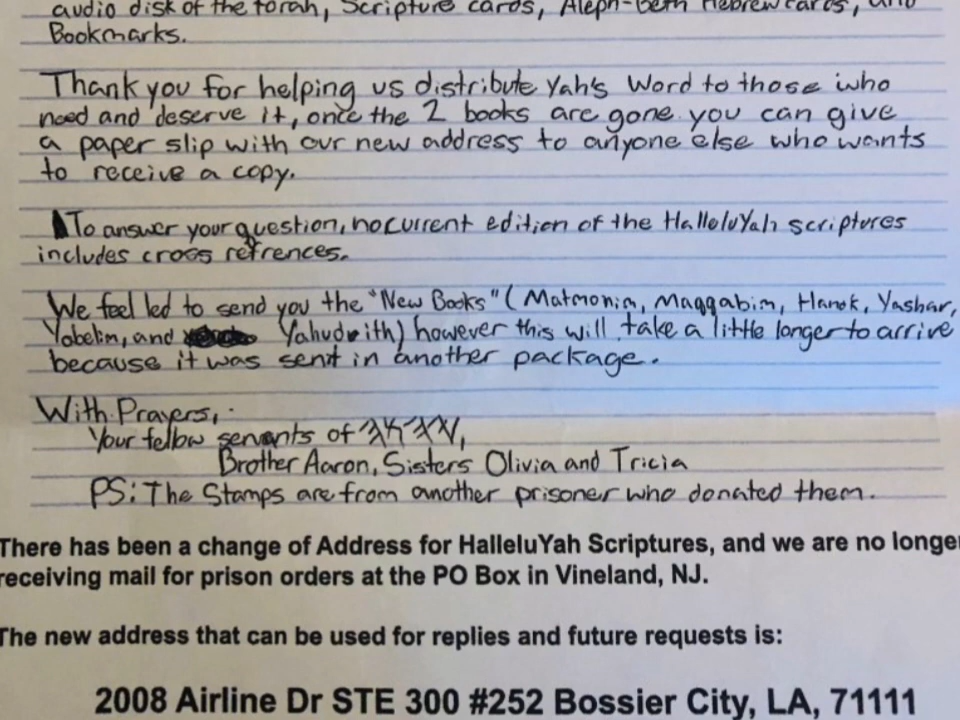 audio disk of the Torah, Scripture cards, Aleph-Beth Hebrew cards, and
Bookmarks.
Thank you for helping us distribute Yah's Word to those who
need and deserve it, once the 2 books are gone you can give
a paper slip with our new address to anyone else who wants
to receive a copy.
To answer your question, no current edition of the HalleluYah scriptures
includes cross refrences.
We feel led to send you the "New Books" (Matmonim, Maqqabim, Hanok, Yashar,
Yobelim, and Yahudith) however this will take a little longer to arrive
because it was sent in another package.
With Prayers,
Your fellow servants of 𐤉𐤄𐤅𐤄,
Brother Aaron, Sisters Olivia and Tricia
PS: The Stamps are from another prisoner who donated them.
There has been a change of Address for HalleluYah Scriptures, and we are no longer
receiving mail for prison orders at the PO Box in Vineland, NJ.
The new address that can be used for replies and future requests is:
2008 Airline Dr STE 300 #252 Bossier City, LA, 71111